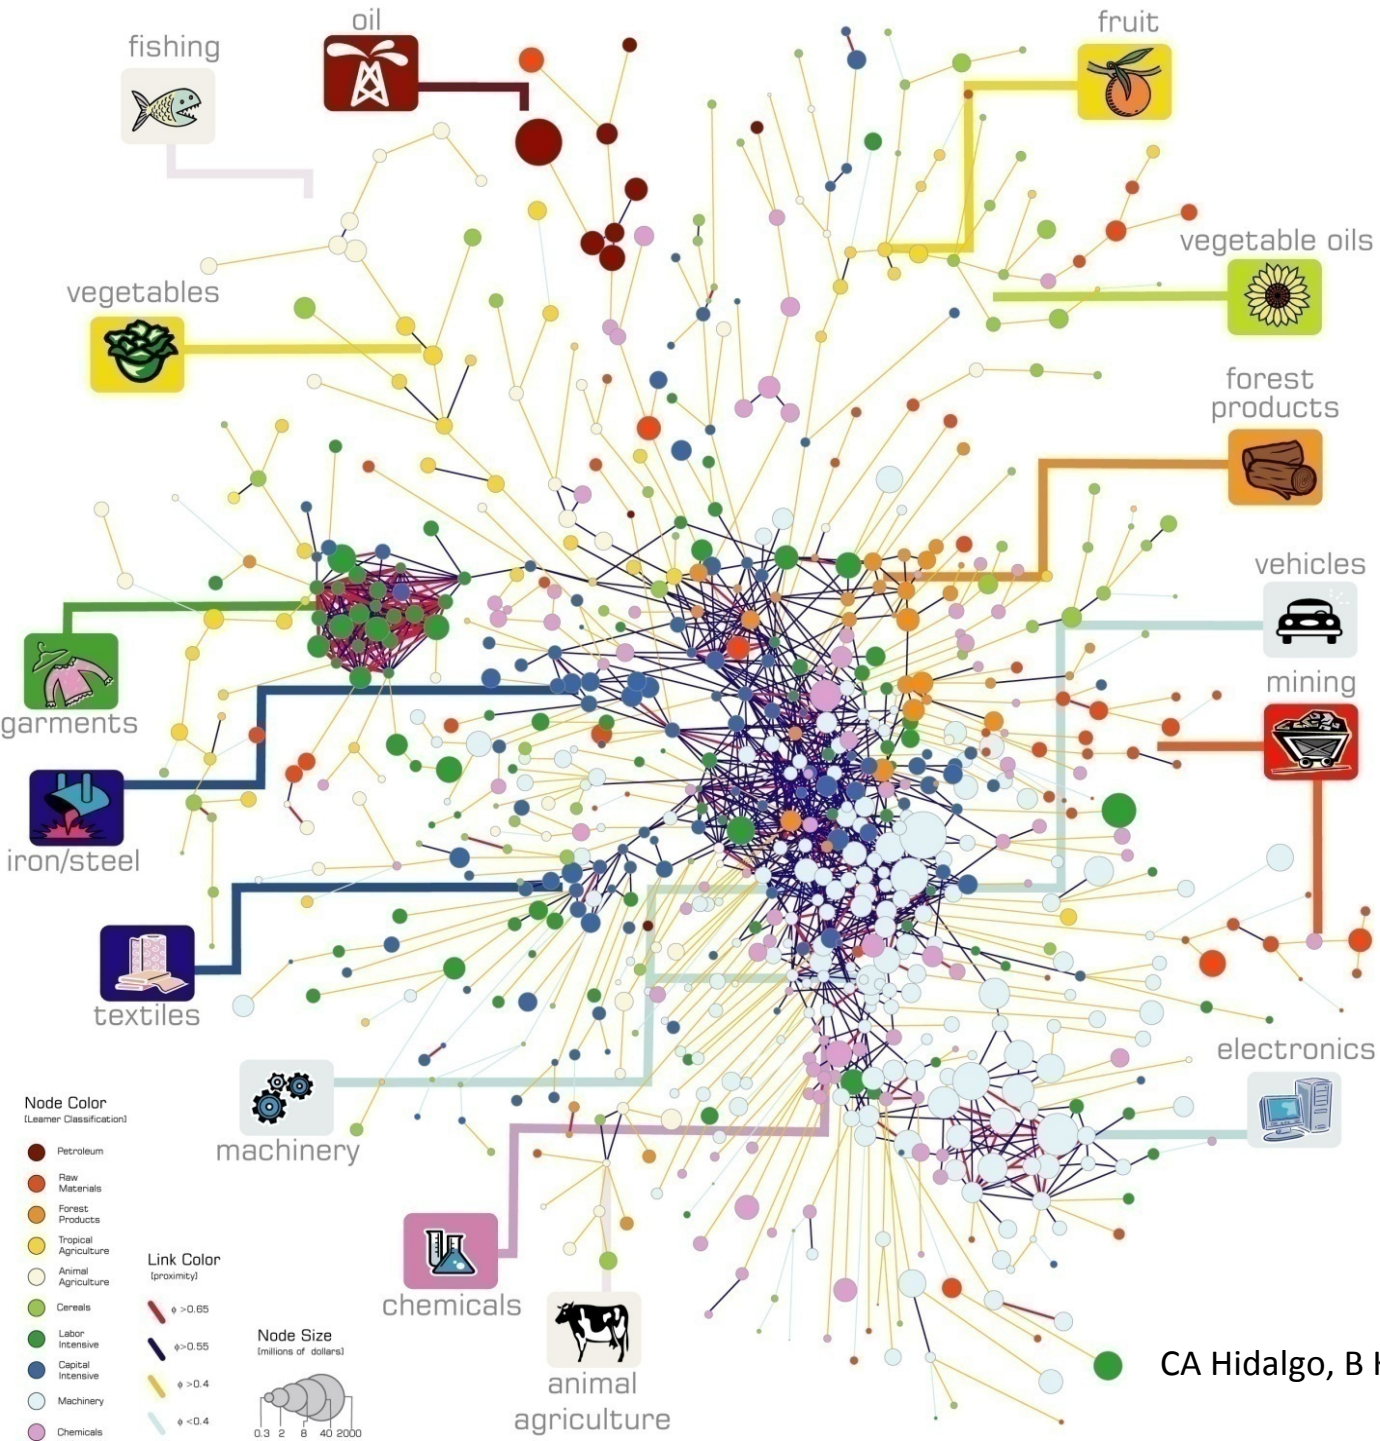 oil
fruit
fishing
vegetable oils
vegetables
forest
products
vehicles
mining
garments
iron/steel
textiles
electronics
machinery
chemicals
animal
agriculture
Node Color
(Leamer Classification)
Petroleum
Raw
Materials
Forest
Products
Tropical
Agriculture
Animal
Agriculture
Cereals
Labor
Intensive
Capital
Intensive
Machinery
Chemicals
Link Color
(proximity)
ϕ >0.65
ϕ>0.55
ϕ >0.4
ϕ <0.4
Node Size
(millions of dollars)
0.3 2 8 40 2000
CA Hidalgo, B